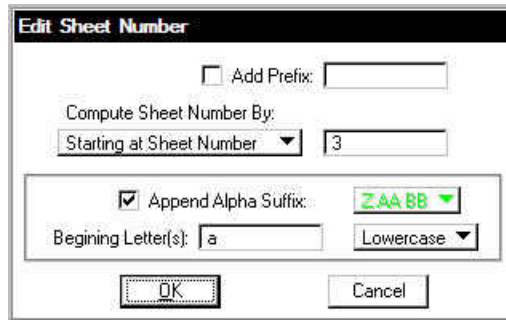 Edit Sheet Number
Add Prefix:
Compute Sheet Number By:
Starting at Sheet Number 3
Append Alpha Suffix: Z AA BB
Begining Letter(s): a Lowercase
OK Cancel